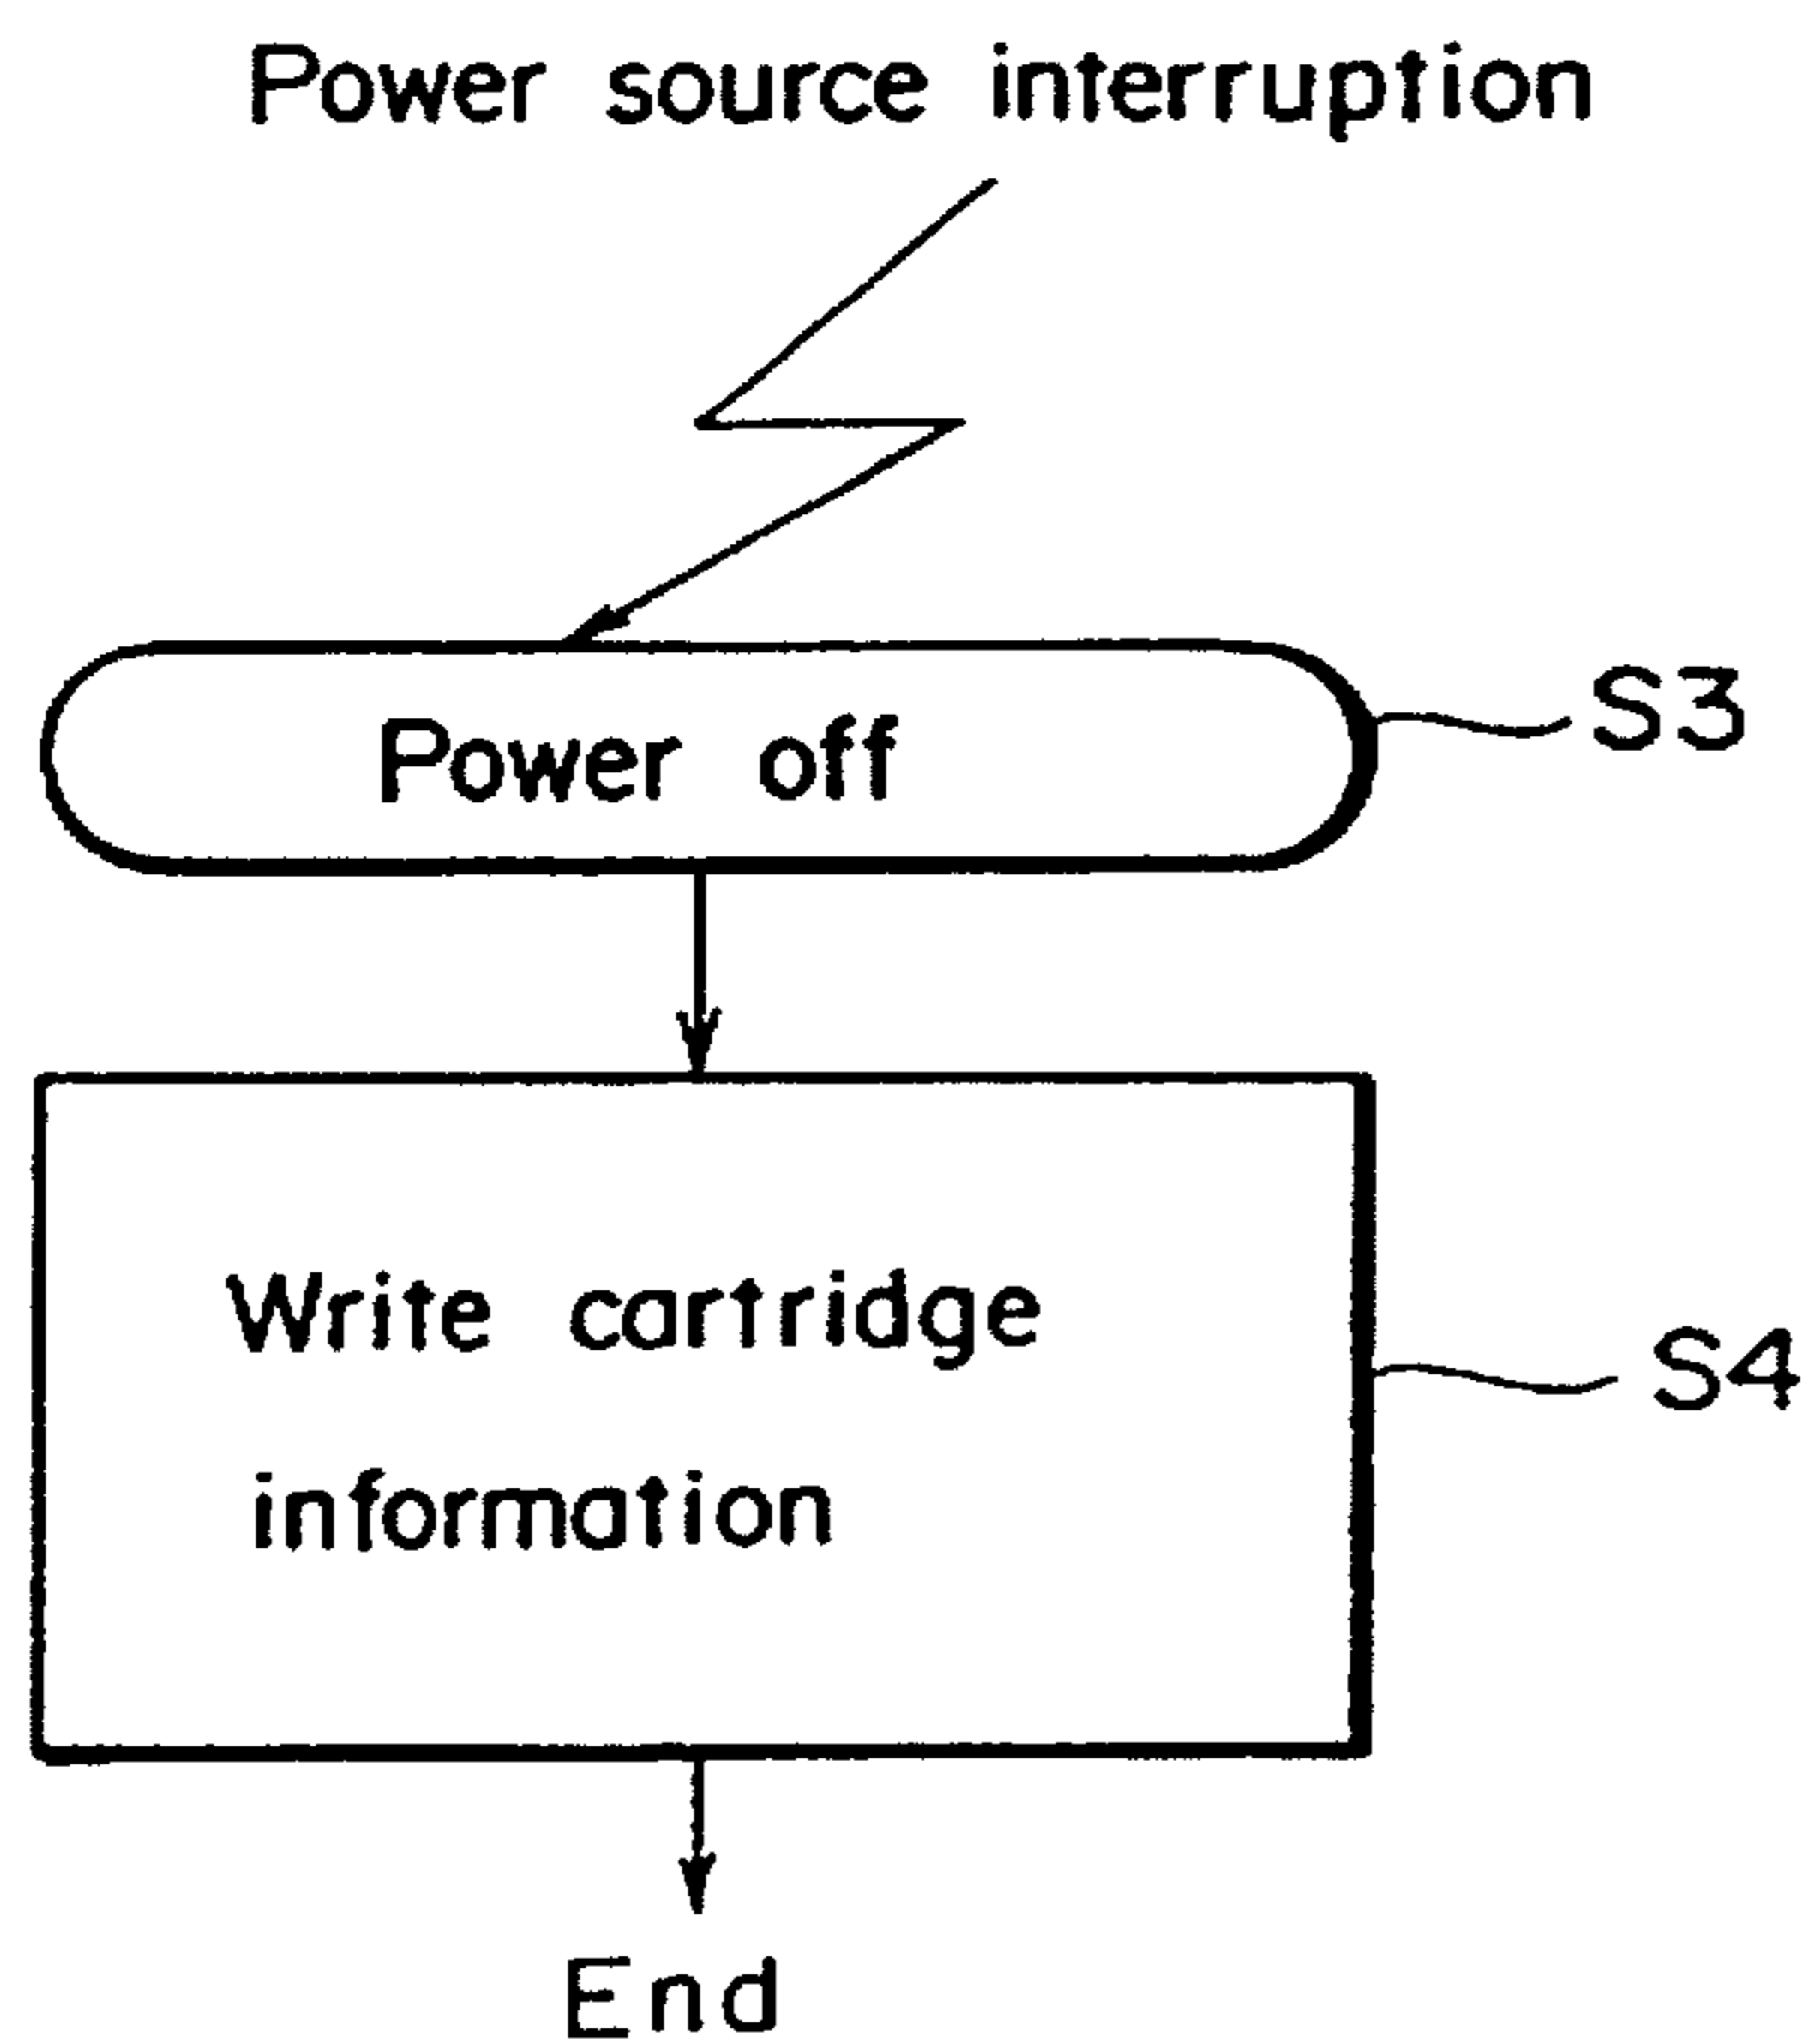 Power source interruption
Power off
S3
Write cartridge
information
S4
End